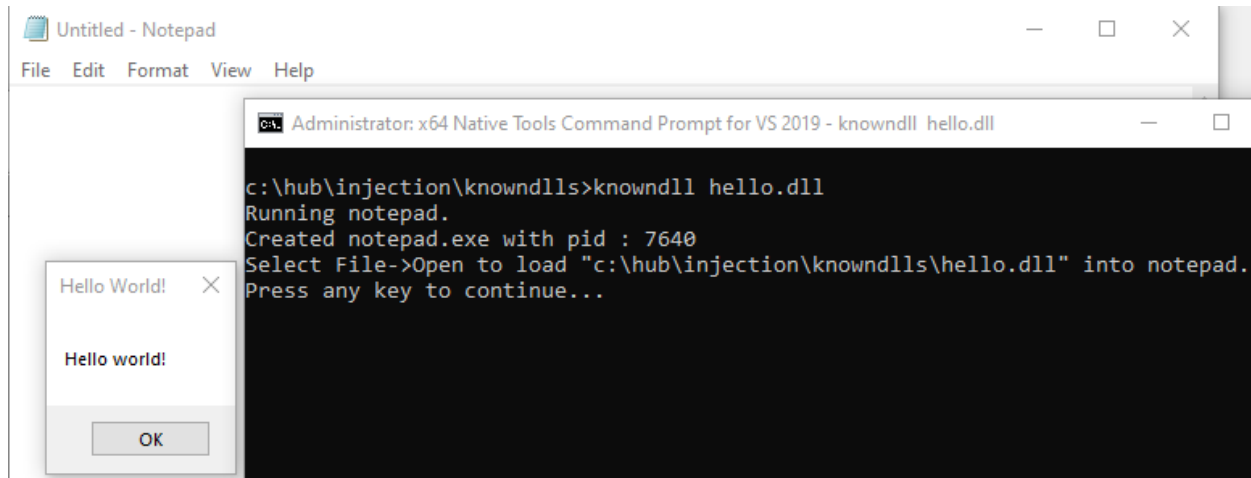 Untitled - Notepad
File Edit Format View Help
Administrator: x64 Native Tools Command Prompt for VS 2019 - knowndll  hello.dll
c:\hub\injection\knowndlls>knowndll hello.dll
Running notepad.
Created notepad.exe with pid : 7640
Select File->Open to load "c:\hub\injection\knowndlls\hello.dll" into notepad.
Press any key to continue...
Hello World!
Hello world!
OK